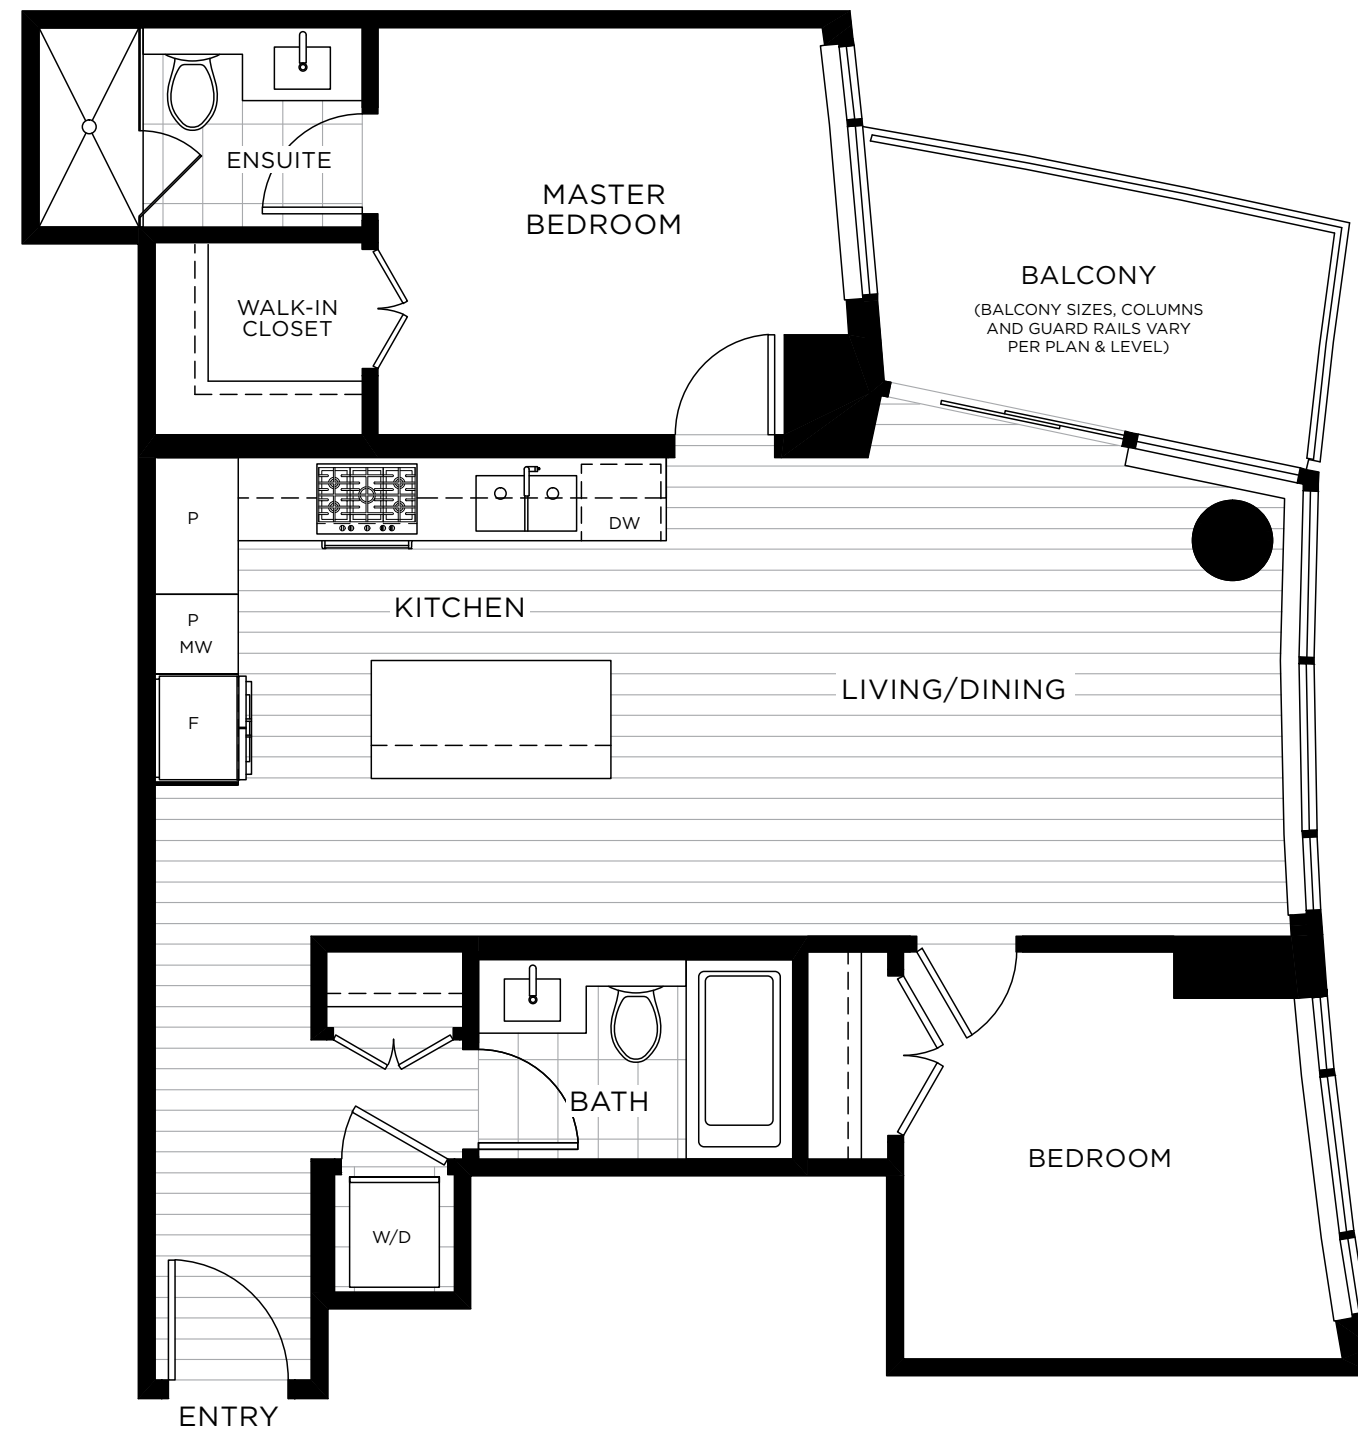 ENSUITE
MASTER
BEDROOM
BALCONY
(BALCONY SIZES, COLUMNS
AND GUARD RAILS VARY
PER PLAN & LEVEL)
WALK-IN
CLOSET
P
DW
KITCHEN
P
MW
LIVING/DINING
F
BATH
BEDROOM
W/D
ENTRY